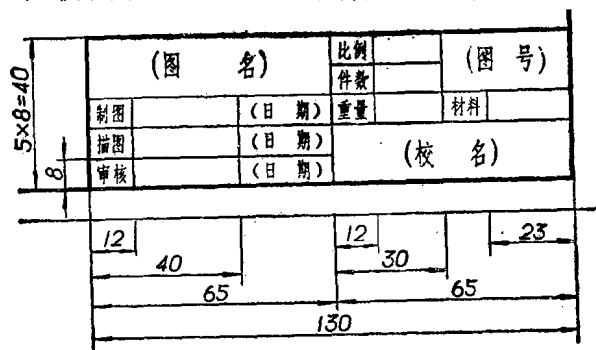 (图 名) 比例 (图 号)
件数
制图 (日 期) 重量 材料
描图 (日 期) (校 名)
审核 (日 期)
5×8=40
8
12 12 23
40 30
65 65
130